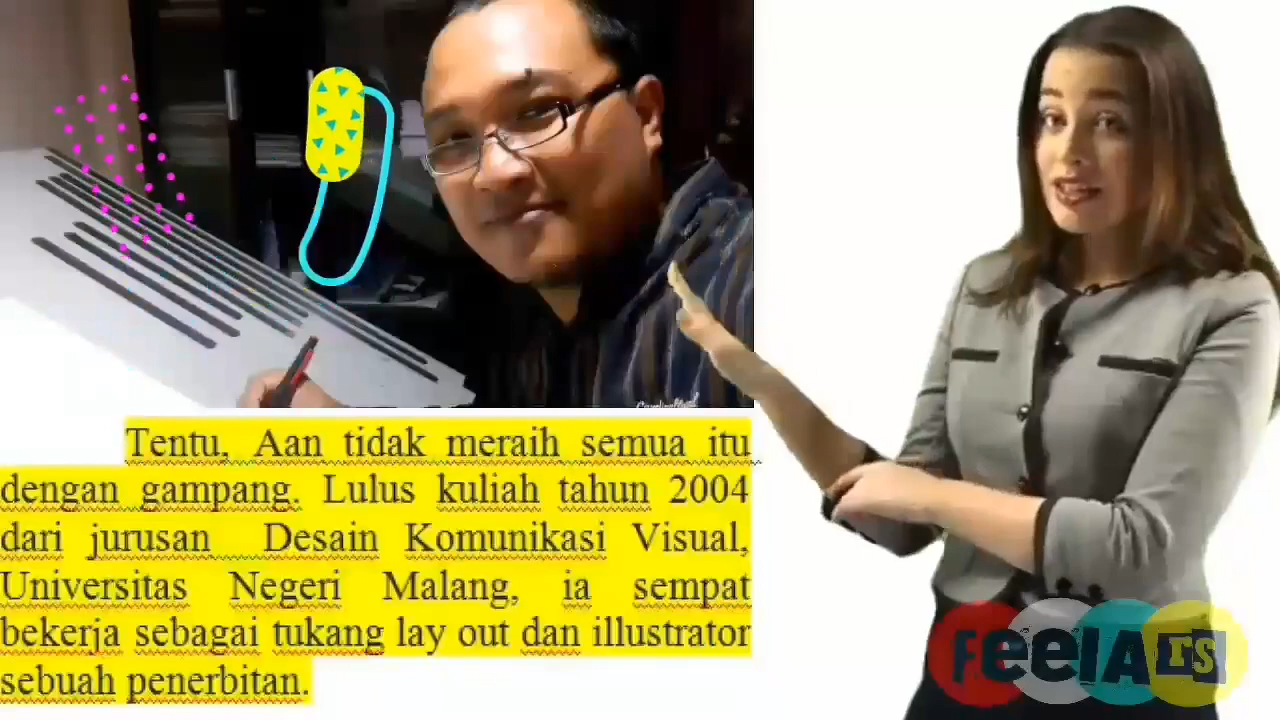 Tentu, Aan tidak meraih semua itu
dengan gampang. Lulus kuliah tahun 2004
dari jurusan Desain Komunikasi Visual,
Universitas Negeri Malang, ia sempat
bekerja sebagai tukang lay out dan illustrator
sebuah penerbitan.
FeelARTS